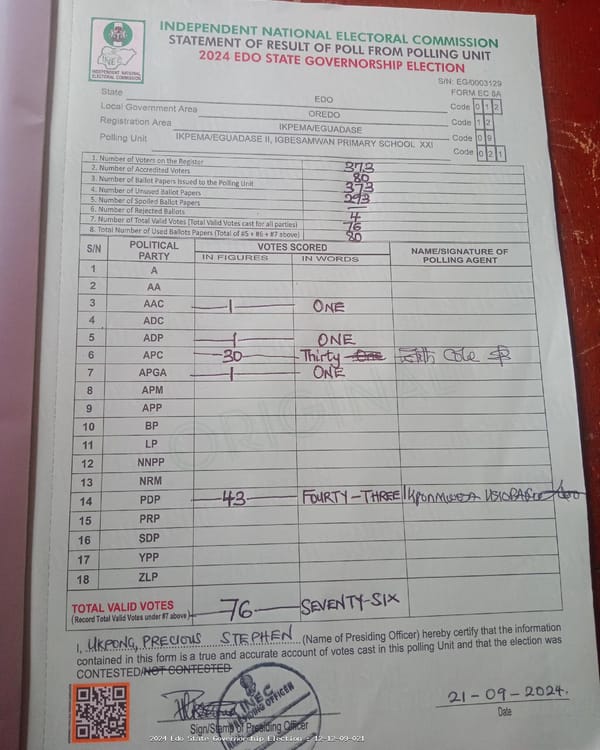 INDEPENDENT NATIONAL ELECTORAL COMMISSION
STATEMENT OF RESULT OF POLL FROM POLLING UNIT
2024 EDO STATE GOVERNORSHIP ELECTION
INEC
INDEPENDENT NATIONAL
ELECTORAL COMMISSION
S/N: EG/0003129
FORM EC 8A
State EDO Code 0 1 2
Local Government Area OREDO Code 1 2
Registration Area IKPEMA/EGUADASE Code 0 9
Polling Unit IKPEMA/EGUADASE II, IGBESAMWAN PRIMARY SCHOOL XXI Code 0 2 1
1. Number of Voters on the Register 373
2. Number of Accredited Voters 80
3. Number of Ballot Papers Issued to the Polling Unit 373
4. Number of Unused Ballot Papers 293
5. Number of Spoiled Ballot Papers —
6. Number of Rejected Ballots 4
7. Number of Total Valid Votes (Total Valid Votes cast for all parties) 76
8. Total Number of Used Ballots Papers (Total of #5 + #6 + #7 above) 80
S/N POLITICAL PARTY VOTES SCORED NAME/SIGNATURE OF POLLING AGENT
IN FIGURES IN WORDS
1 A
2 AA
3 AAC 1 ONE
4 ADC
5 ADP 1 ONE
6 APC 30 Thirty One Cole
7 APGA 1 ONE
8 APM
9 APP
10 BP
11 LP
12 NNPP
13 NRM
14 PDP 43 FOURTY-THREE
15 PRP
16 SDP
17 YPP
18 ZLP
ORIGINAL
TOTAL VALID VOTES 76 SEVENTY-SIX
(Record Total Valid Votes under #7 above)
I, UKPONG, PRECIOUS STEPHEN (Name of Presiding Officer) hereby certify that the information
contained in this form is a true and accurate account of votes cast in this polling Unit and that the election was
CONTESTED/NOT CONTESTED
INEC
PRESIDING OFFICER
21-09-2024.
Sign/Stamp of Presiding Officer Date
2024 Edo State Governorship Election - 12-12-09-021